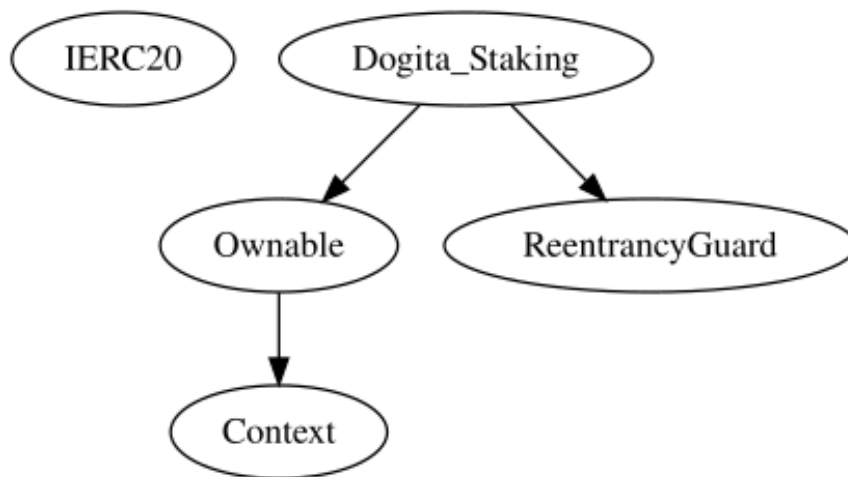 IERC20
Dogita_Staking
Ownable
ReentrancyGuard
Context